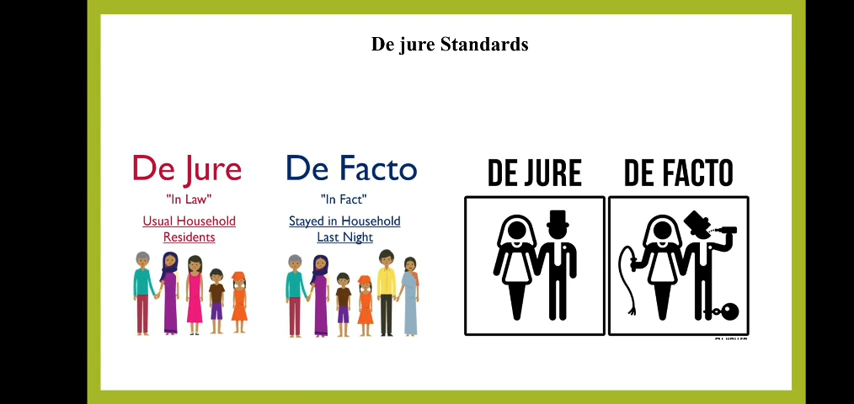 De jure Standards
De Jure
"In Law"
Usual Household
Residents
De Facto
"In Fact"
Stayed in Household
Last Night
DE JURE
DE FACTO